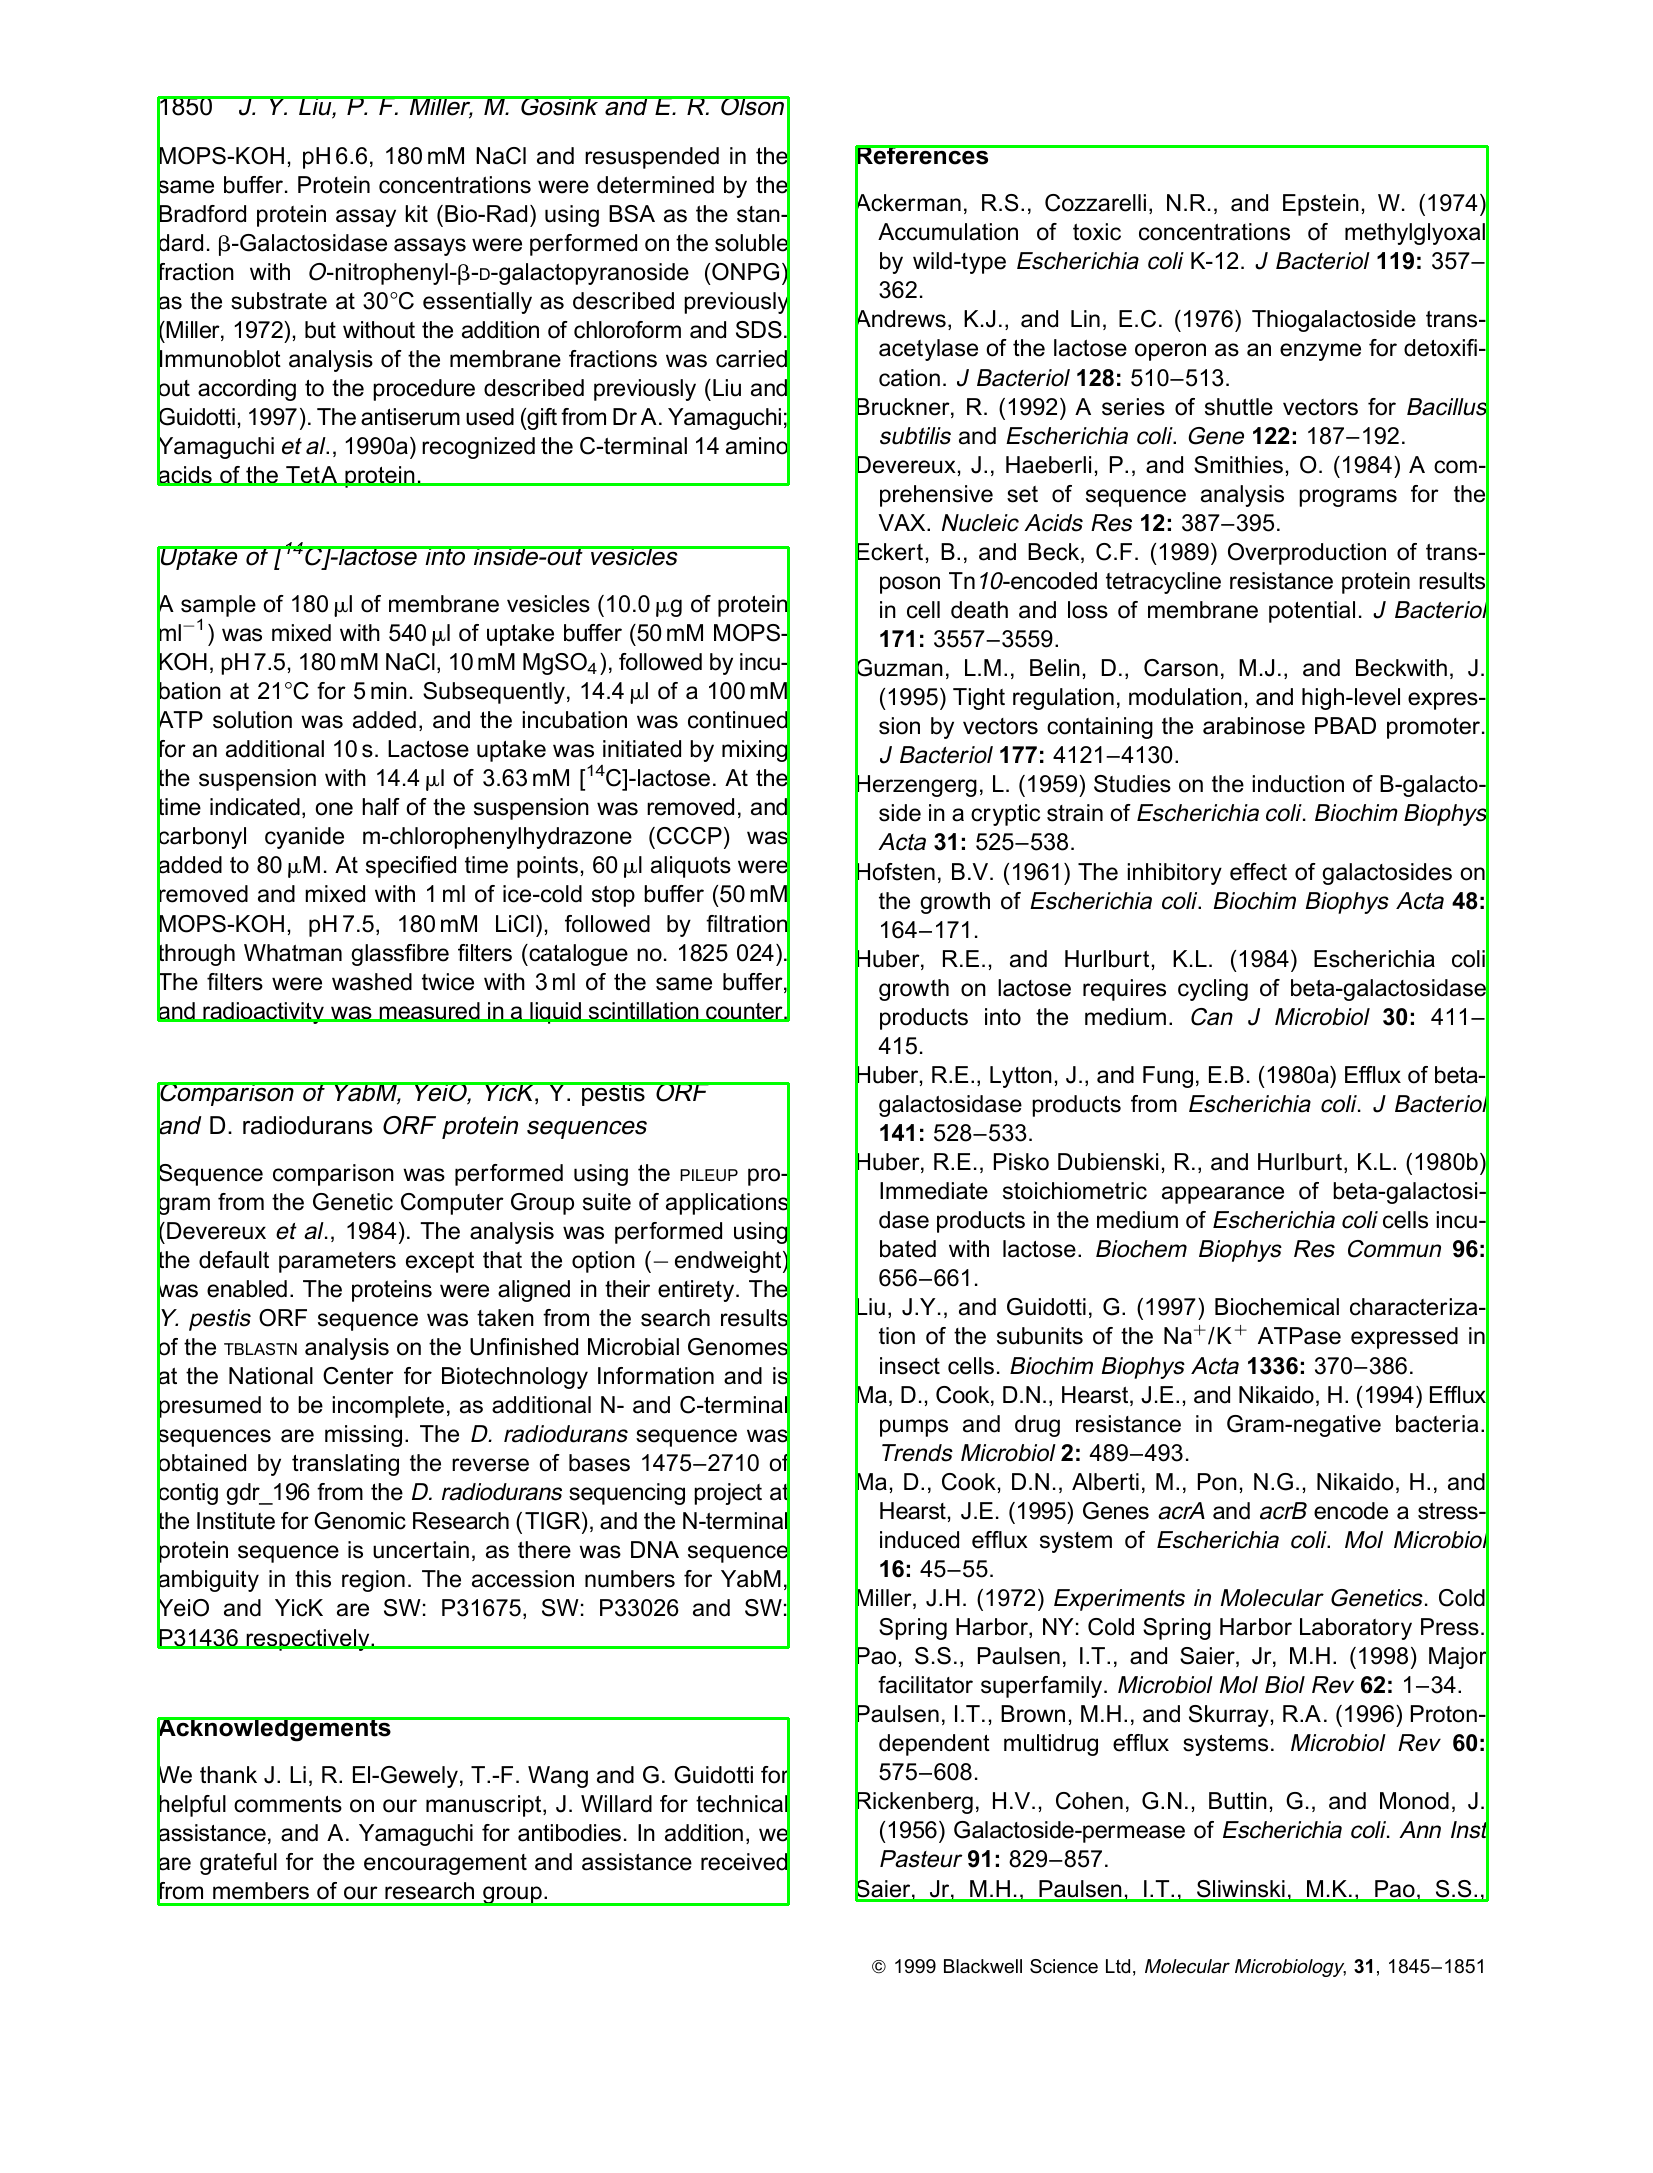 1850 J. Y. Liu, P. F. Miller, M. Gosink and E. R. Olson
MOPS-KOH, pH 6.6, 180 mM NaCl and resuspended in the
same buffer. Protein concentrations were determined by the
Bradford protein assay kit (Bio-Rad) using BSA as the stan-
dard. β-Galactosidase assays were performed on the soluble
fraction with O-nitrophenyl-β-D-galactopyranoside (ONPG)
as the substrate at 30°C essentially as described previously
(Miller, 1972), but without the addition of chloroform and SDS.
Immunoblot analysis of the membrane fractions was carried
out according to the procedure described previously (Liu and
Guidotti, 1997). The antiserum used (gift from Dr A. Yamaguchi;
Yamaguchi et al., 1990a) recognized the C-terminal 14 amino
acids of the TetA protein.
Uptake of [¹⁴C]-lactose into inside-out vesicles
A sample of 180 μl of membrane vesicles (10.0 μg of protein
ml⁻¹) was mixed with 540 μl of uptake buffer (50 mM MOPS-
KOH, pH 7.5, 180 mM NaCl, 10 mM MgSO₄), followed by incu-
bation at 21°C for 5 min. Subsequently, 14.4 μl of a 100 mM
ATP solution was added, and the incubation was continued
for an additional 10 s. Lactose uptake was initiated by mixing
the suspension with 14.4 μl of 3.63 mM [¹⁴C]-lactose. At the
time indicated, one half of the suspension was removed, and
carbonyl cyanide m-chlorophenylhydrazone (CCCP) was
added to 80 μM. At specified time points, 60 μl aliquots were
removed and mixed with 1 ml of ice-cold stop buffer (50 mM
MOPS-KOH, pH 7.5, 180 mM LiCl), followed by filtration
through Whatman glassfibre filters (catalogue no. 1825 024).
The filters were washed twice with 3 ml of the same buffer,
and radioactivity was measured in a liquid scintillation counter.
Comparison of YabM, YeiO, YicK, Y. pestis ORF
and D. radiodurans ORF protein sequences
Sequence comparison was performed using the PILEUP pro-
gram from the Genetic Computer Group suite of applications
(Devereux et al., 1984). The analysis was performed using
the default parameters except that the option (– endweight)
was enabled. The proteins were aligned in their entirety. The
Y. pestis ORF sequence was taken from the search results
of the TBLASTN analysis on the Unfinished Microbial Genomes
at the National Center for Biotechnology Information and is
presumed to be incomplete, as additional N- and C-terminal
sequences are missing. The D. radiodurans sequence was
obtained by translating the reverse of bases 1475–2710 of
contig gdr_196 from the D. radiodurans sequencing project at
the Institute for Genomic Research (TIGR), and the N-terminal
protein sequence is uncertain, as there was DNA sequence
ambiguity in this region. The accession numbers for YabM,
YeiO and YicK are SW: P31675, SW: P33026 and SW:
P31436 respectively.
Acknowledgements
We thank J. Li, R. El-Gewely, T.-F. Wang and G. Guidotti for
helpful comments on our manuscript, J. Willard for technical
assistance, and A. Yamaguchi for antibodies. In addition, we
are grateful for the encouragement and assistance received
from members of our research group.
References
Ackerman, R.S., Cozzarelli, N.R., and Epstein, W. (1974)
Accumulation of toxic concentrations of methylglyoxal
by wild-type Escherichia coli K-12. J Bacteriol 119: 357–
362.
Andrews, K.J., and Lin, E.C. (1976) Thiogalactoside trans-
acetylase of the lactose operon as an enzyme for detoxifi-
cation. J Bacteriol 128: 510–513.
Bruckner, R. (1992) A series of shuttle vectors for Bacillus
subtilis and Escherichia coli. Gene 122: 187–192.
Devereux, J., Haeberli, P., and Smithies, O. (1984) A com-
prehensive set of sequence analysis programs for the
VAX. Nucleic Acids Res 12: 387–395.
Eckert, B., and Beck, C.F. (1989) Overproduction of trans-
poson Tn10-encoded tetracycline resistance protein results
in cell death and loss of membrane potential. J Bacteriol
171: 3557–3559.
Guzman, L.M., Belin, D., Carson, M.J., and Beckwith, J.
(1995) Tight regulation, modulation, and high-level expres-
sion by vectors containing the arabinose PBAD promoter.
J Bacteriol 177: 4121–4130.
Herzengerg, L. (1959) Studies on the induction of B-galacto-
side in a cryptic strain of Escherichia coli. Biochim Biophys
Acta 31: 525–538.
Hofsten, B.V. (1961) The inhibitory effect of galactosides on
the growth of Escherichia coli. Biochim Biophys Acta 48:
164–171.
Huber, R.E., and Hurlburt, K.L. (1984) Escherichia coli
growth on lactose requires cycling of beta-galactosidase
products into the medium. Can J Microbiol 30: 411–
415.
Huber, R.E., Lytton, J., and Fung, E.B. (1980a) Efflux of beta-
galactosidase products from Escherichia coli. J Bacteriol
141: 528–533.
Huber, R.E., Pisko Dubienski, R., and Hurlburt, K.L. (1980b)
Immediate stoichiometric appearance of beta-galactosi-
dase products in the medium of Escherichia coli cells incu-
bated with lactose. Biochem Biophys Res Commun 96:
656–661.
Liu, J.Y., and Guidotti, G. (1997) Biochemical characteriza-
tion of the subunits of the Na⁺/K⁺ ATPase expressed in
insect cells. Biochim Biophys Acta 1336: 370–386.
Ma, D., Cook, D.N., Hearst, J.E., and Nikaido, H. (1994) Efflux
pumps and drug resistance in Gram-negative bacteria.
Trends Microbiol 2: 489–493.
Ma, D., Cook, D.N., Alberti, M., Pon, N.G., Nikaido, H., and
Hearst, J.E. (1995) Genes acrA and acrB encode a stress-
induced efflux system of Escherichia coli. Mol Microbiol
16: 45–55.
Miller, J.H. (1972) Experiments in Molecular Genetics. Cold
Spring Harbor, NY: Cold Spring Harbor Laboratory Press.
Pao, S.S., Paulsen, I.T., and Saier, Jr, M.H. (1998) Major
facilitator superfamily. Microbiol Mol Biol Rev 62: 1–34.
Paulsen, I.T., Brown, M.H., and Skurray, R.A. (1996) Proton-
dependent multidrug efflux systems. Microbiol Rev 60:
575–608.
Rickenberg, H.V., Cohen, G.N., Buttin, G., and Monod, J.
(1956) Galactoside-permease of Escherichia coli. Ann Inst
Pasteur 91: 829–857.
Saier, Jr, M.H., Paulsen, I.T., Sliwinski, M.K., Pao, S.S.,
© 1999 Blackwell Science Ltd, Molecular Microbiology, 31, 1845–1851